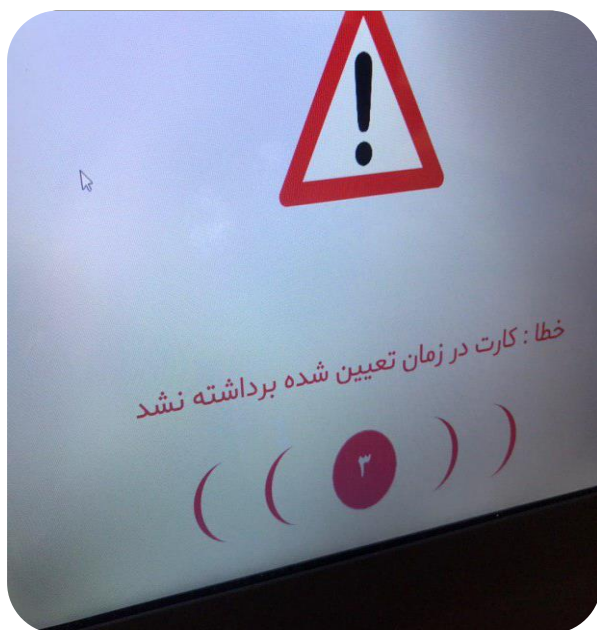 خطا : کارت در زمان تعیین شده برداشته نشد
۳